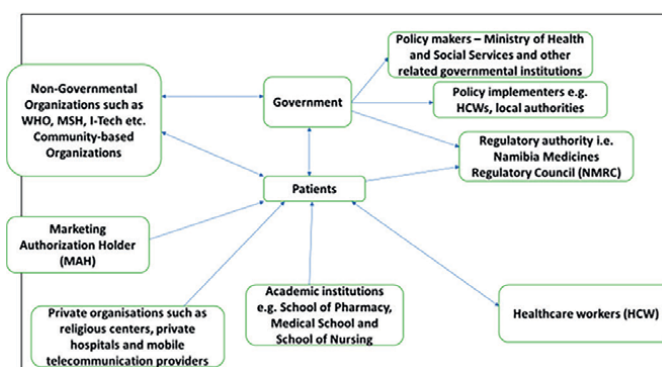 Non-Governmental
Organizations such as
WHO, MSH, I-Tech etc.
Community-based
Organizations
Government
Policy makers – Ministry of Health
and Social Services and other
related governmental institutions
Policy implementers e.g.
HCWs, local authorities
Regulatory authority i.e.
Namibia Medicines
Regulatory Council (NMRC)
Patients
Marketing
Authorization Holder
(MAH)
Private organisations such as
religious centers, private
hospitals and mobile
telecommunication providers
Academic institutions
e.g. School of Pharmacy,
Medical School and
School of Nursing
Healthcare workers (HCW)